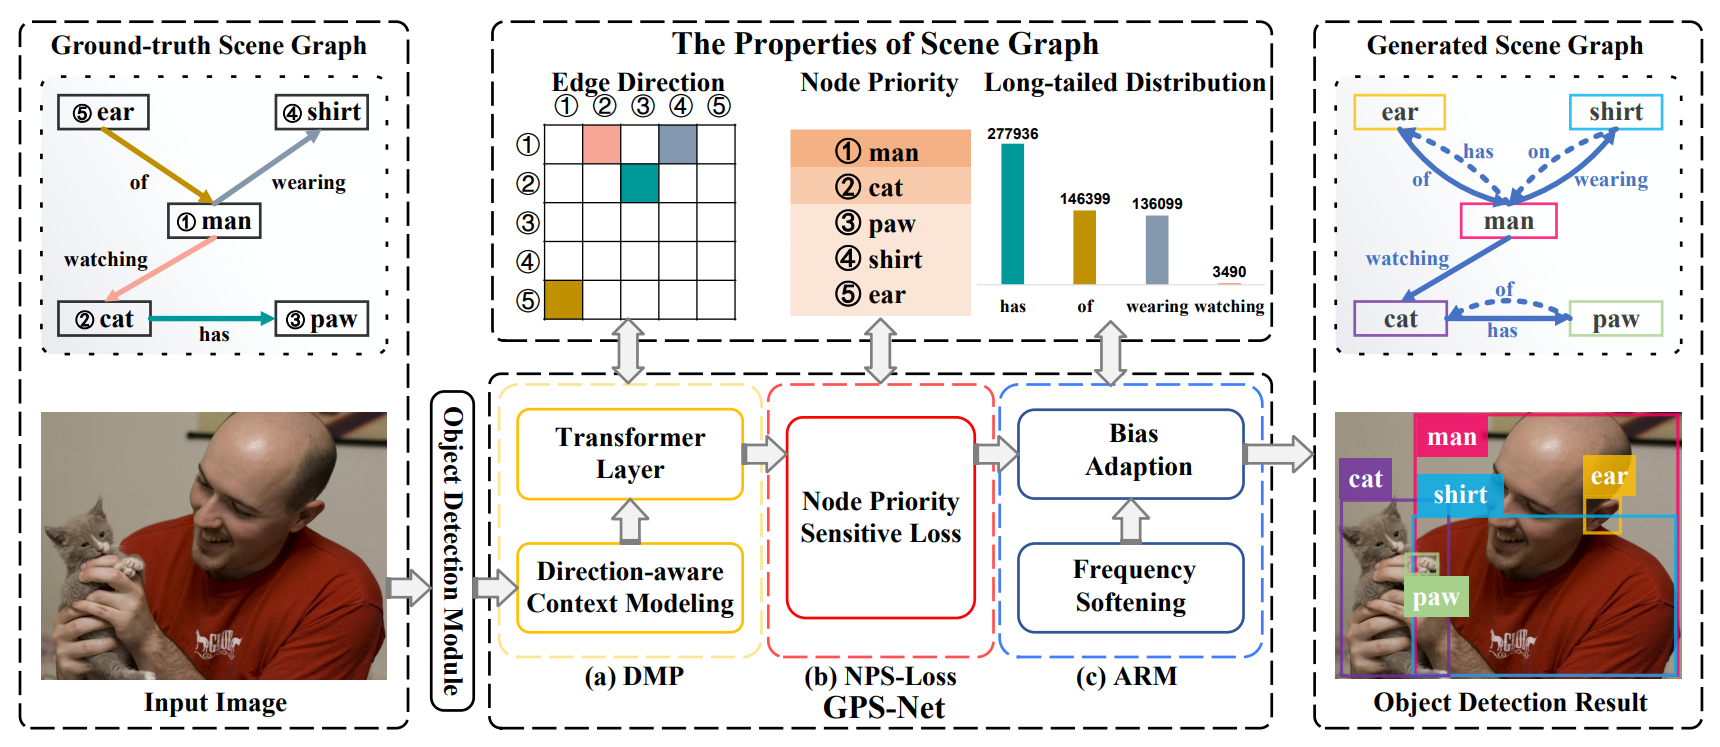 Ground-truth Scene Graph
⑤ ear
④ shirt
of
wearing
① man
watching
② cat
has
③ paw
Input Image
Object Detection Module
The Properties of Scene Graph
Edge Direction
① ② ③ ④ ⑤
①
②
③
④
⑤
Node Priority
① man
② cat
③ paw
④ shirt
⑤ ear
Long-tailed Distribution
277936
146399
136099
3490
has of wearing watching
Transformer
Layer
Direction-aware
Context Modeling
(a) DMP
Node Priority
Sensitive Loss
(b) NPS-Loss
Bias
Adaption
Frequency
Softening
(c) ARM
GPS-Net
Generated Scene Graph
ear
shirt
has
on
of
wearing
man
watching
of
cat
has
paw
man
cat
ear
shirt
paw
Object Detection Result